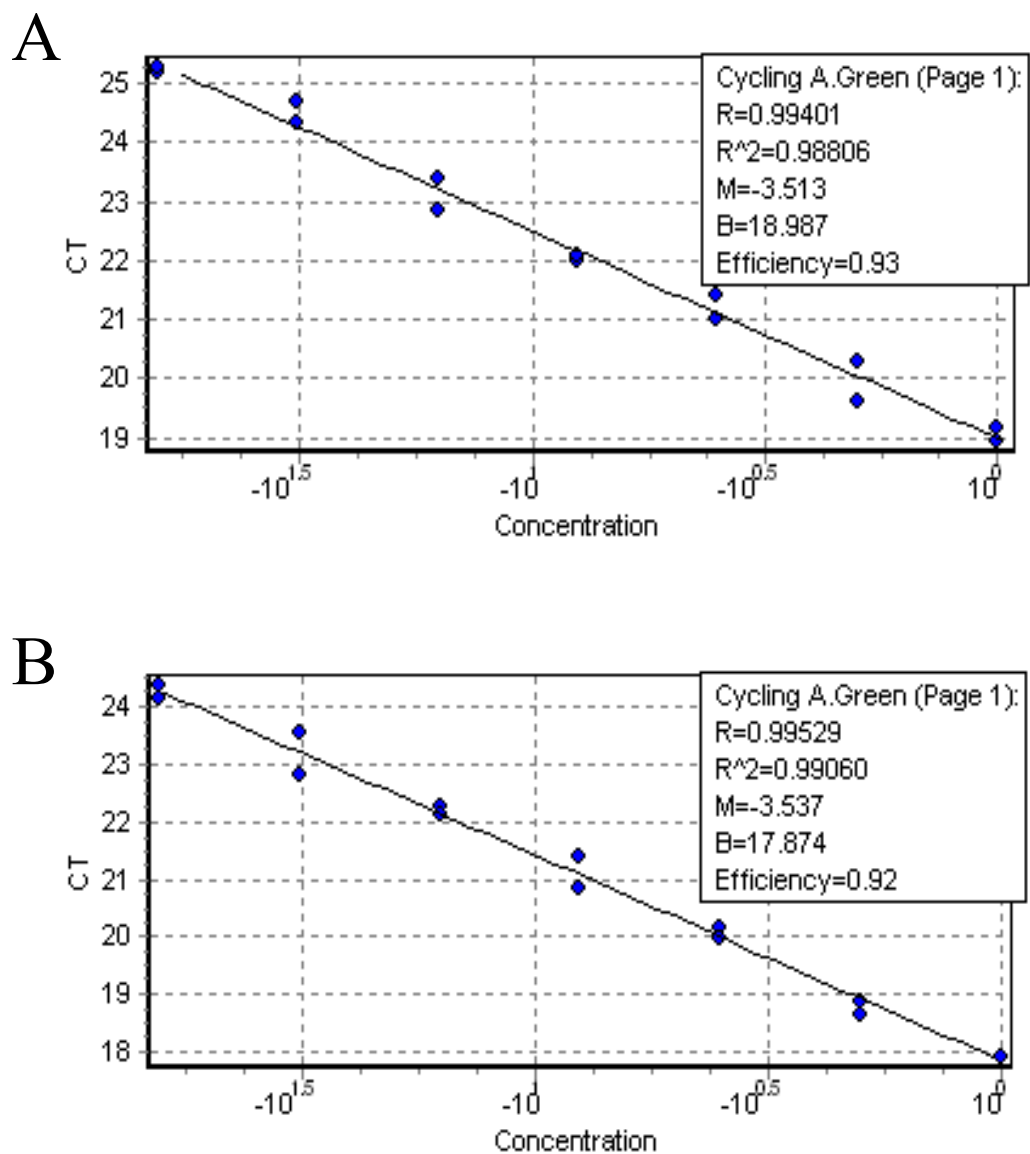 A
Cycling A.Green (Page 1):
R=0.99401
R^2=0.98806
M=-3.513
B=18.987
Efficiency=0.93
25
24
23
22
21
20
19
CT
-10^1.5
-10^1
-10^0.5
10^0
Concentration
B
Cycling A.Green (Page 1):
R=0.99529
R^2=0.99060
M=-3.537
B=17.874
Efficiency=0.92
24
23
22
21
20
19
18
CT
-10^1.5
-10^1
-10^0.5
10^0
Concentration